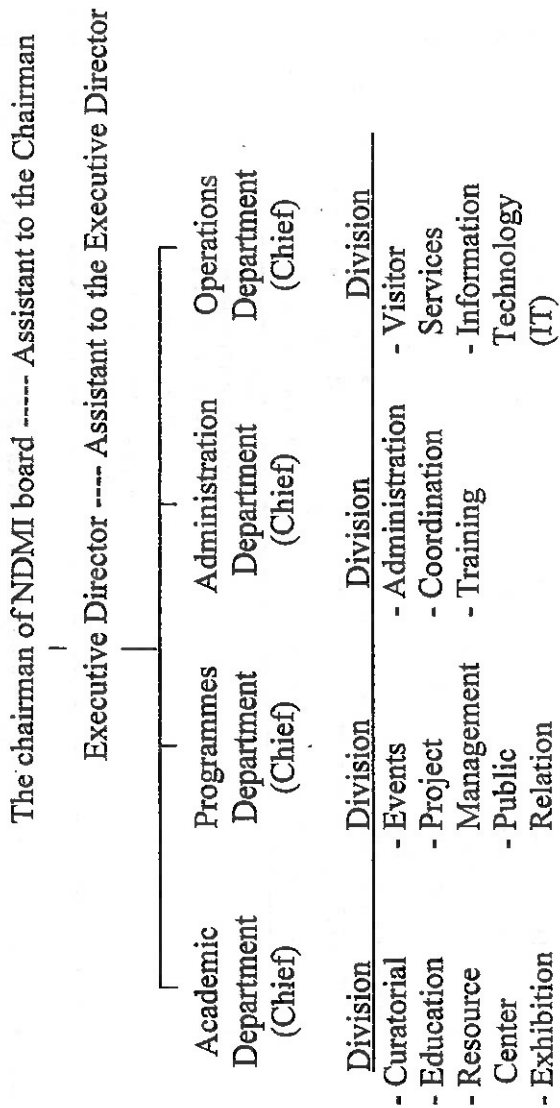 The chairman of NDMI board ----- Assistant to the Chairman
Executive Director ---- Assistant to the Executive Director
Academic
Department
(Chief)
Programmes
Department
(Chief)
Administration
Department
(Chief)
Operations
Department
(Chief)
Division
- Curatorial
- Education
- Resource
Center
- Exhibition
Division
- Events
- Project
Management
- Public
Relation
Division
- Administration
- Coordination
- Training
Division
- Visitor
Services
- Information
Technology
(IT)